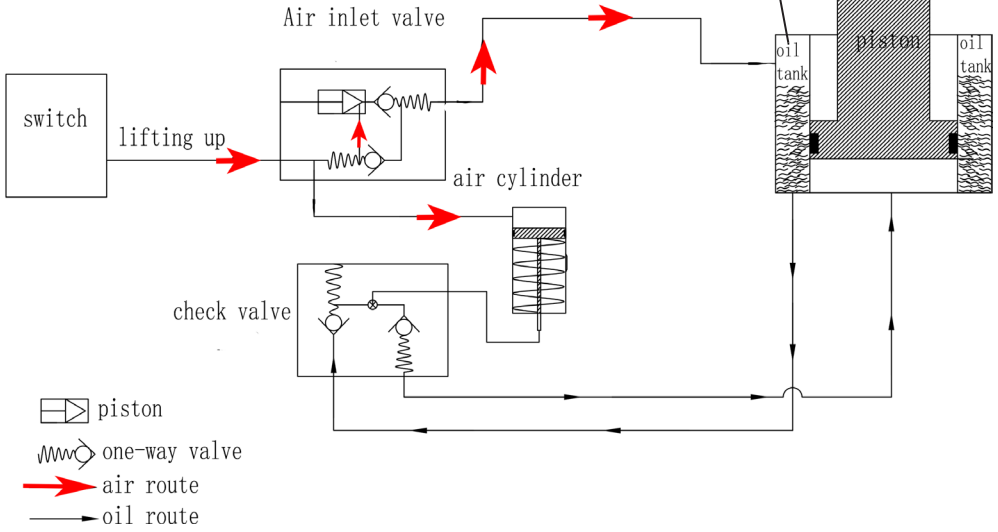 Air inlet valve
piston
oil
tank
oil
tank
switch
lifting up
air cylinder
check valve
piston
one-way valve
air route
oil route